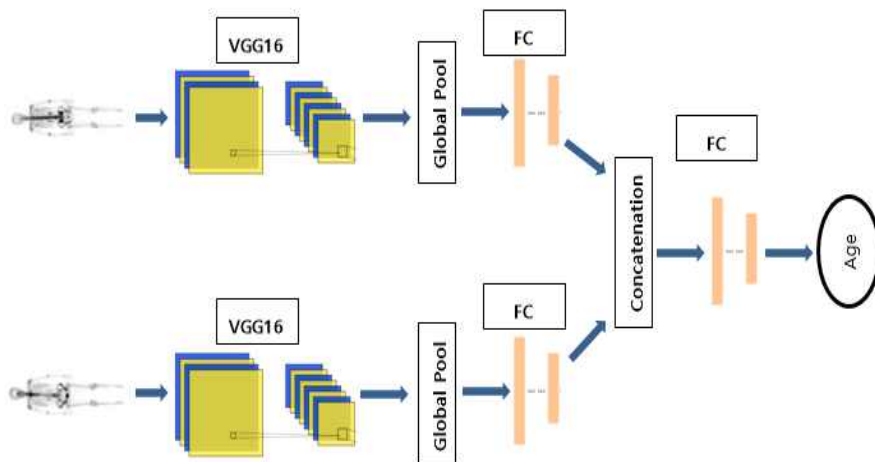 VGG16
Global Pool
FC
FC
Concatenation
Age
VGG16
Global Pool
FC